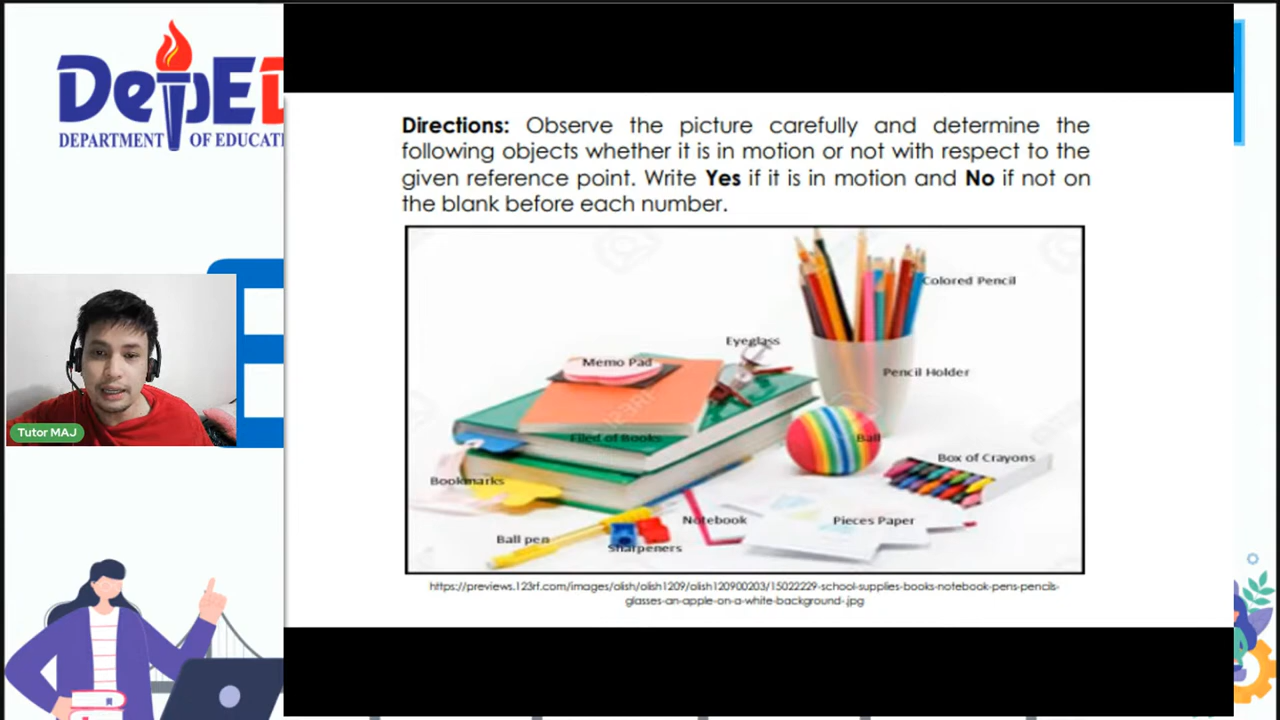 DepED
DEPARTMENT OF EDUCATI
Directions: Observe the picture carefully and determine the
following objects whether it is in motion or not with respect to the
given reference point. Write Yes if it is in motion and No if not on
the blank before each number.
Colored Pencil
Eyeglass
Memo Pad
Pencil Holder
Filed of Books
Ball
Box of Crayons
Bookmarks
Notebook
Pieces Paper
Ball pen
Sharpeners
https://previews.123rf.com/images/olish/olish1209/olish120900203/15022229-school-supplies-books-notebook-pens-pencils-
glasses-an-apple-on-a-white-background-.jpg
Tutor MAJ